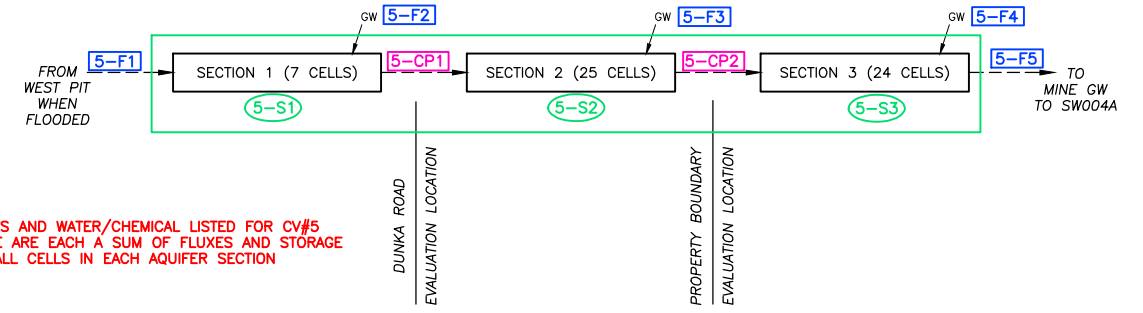 GW 5-F2
GW 5-F3
GW 5-F4
5-F1
5-CP1
5-CP2
5-F5
FROM
WEST PIT
WHEN
FLOODED
SECTION 1 (7 CELLS)
SECTION 2 (25 CELLS)
SECTION 3 (24 CELLS)
TO
MINE GW
TO SW004A
5-S1
5-S2
5-S3
DUNKA ROAD
EVALUATION LOCATION
PROPERTY BOUNDARY
EVALUATION LOCATION
S AND WATER/CHEMICAL LISTED FOR CV#5
E ARE EACH A SUM OF FLUXES AND STORAGE
ALL CELLS IN EACH AQUIFER SECTION